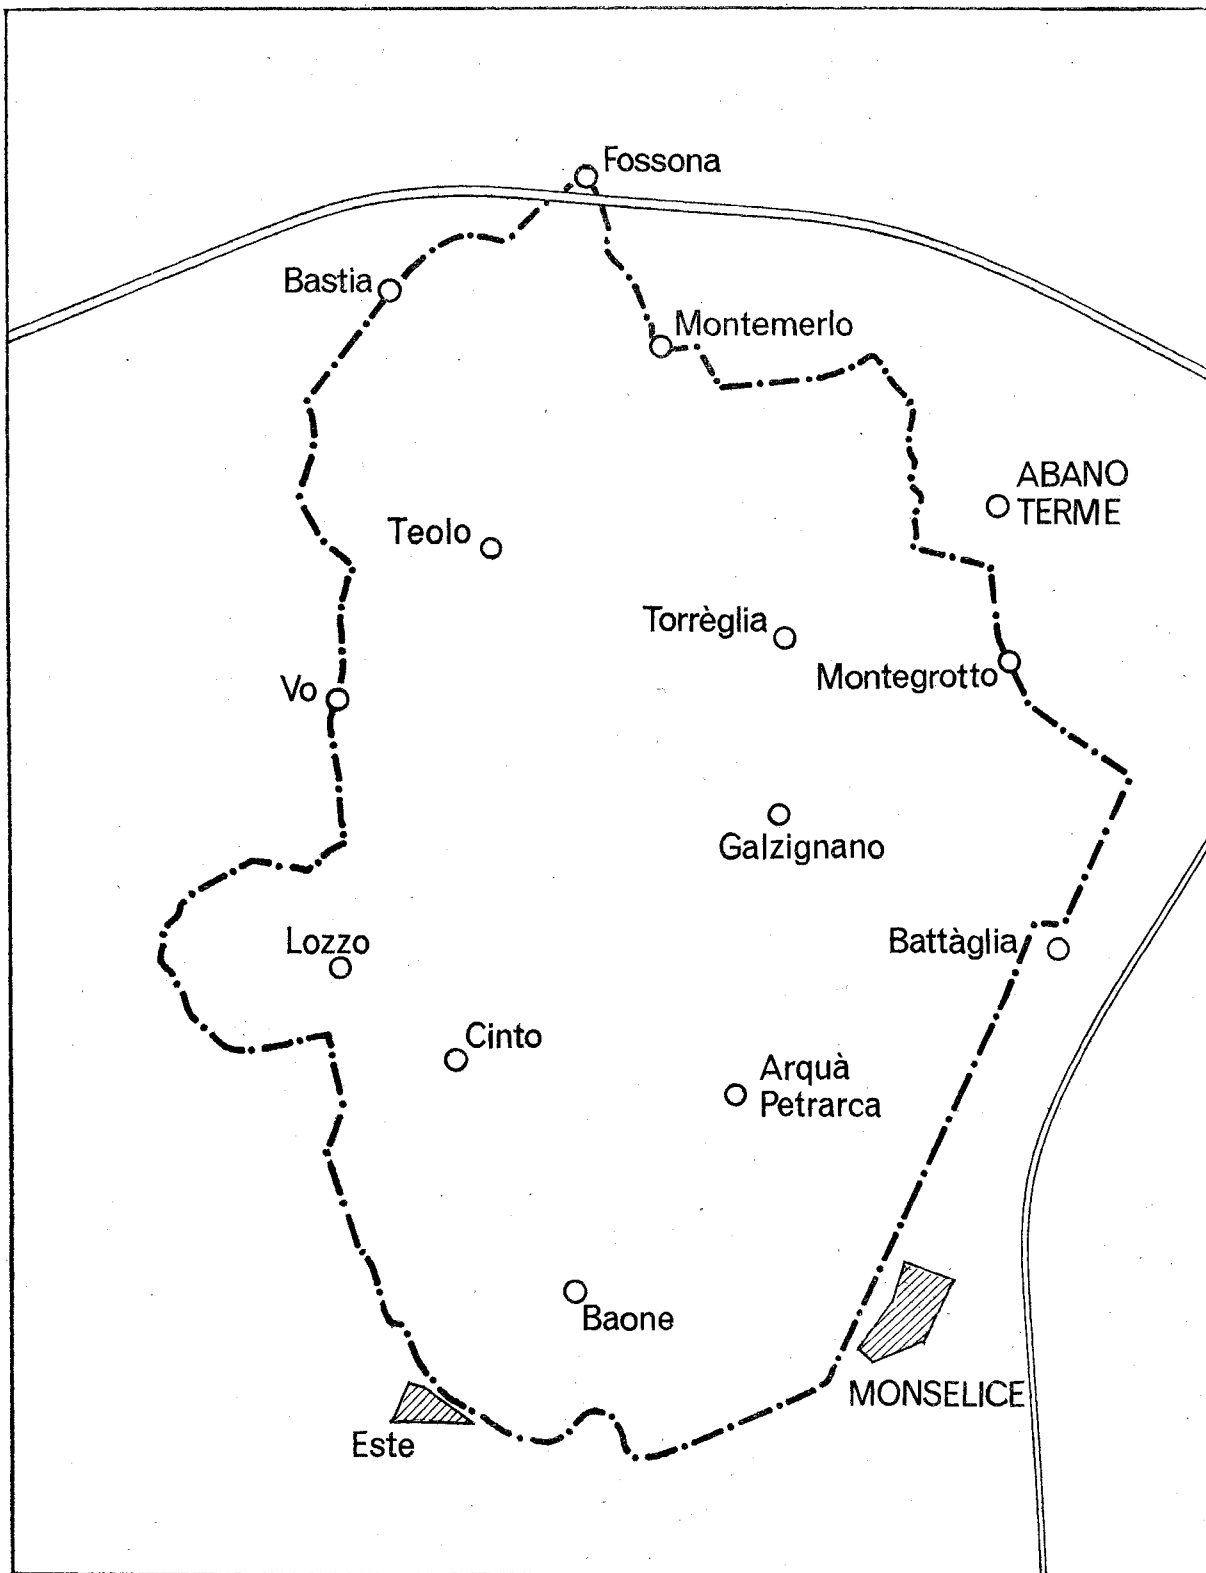 Fossona
Bastia
Montemerlo
ABANO
TERME
Teolo
Torrèglia
Montegrotto
Vo
Galzignano
Battàglia
Lozzo
Cinto
Arquà
Petrarca
Baone
MONSELICE
Este